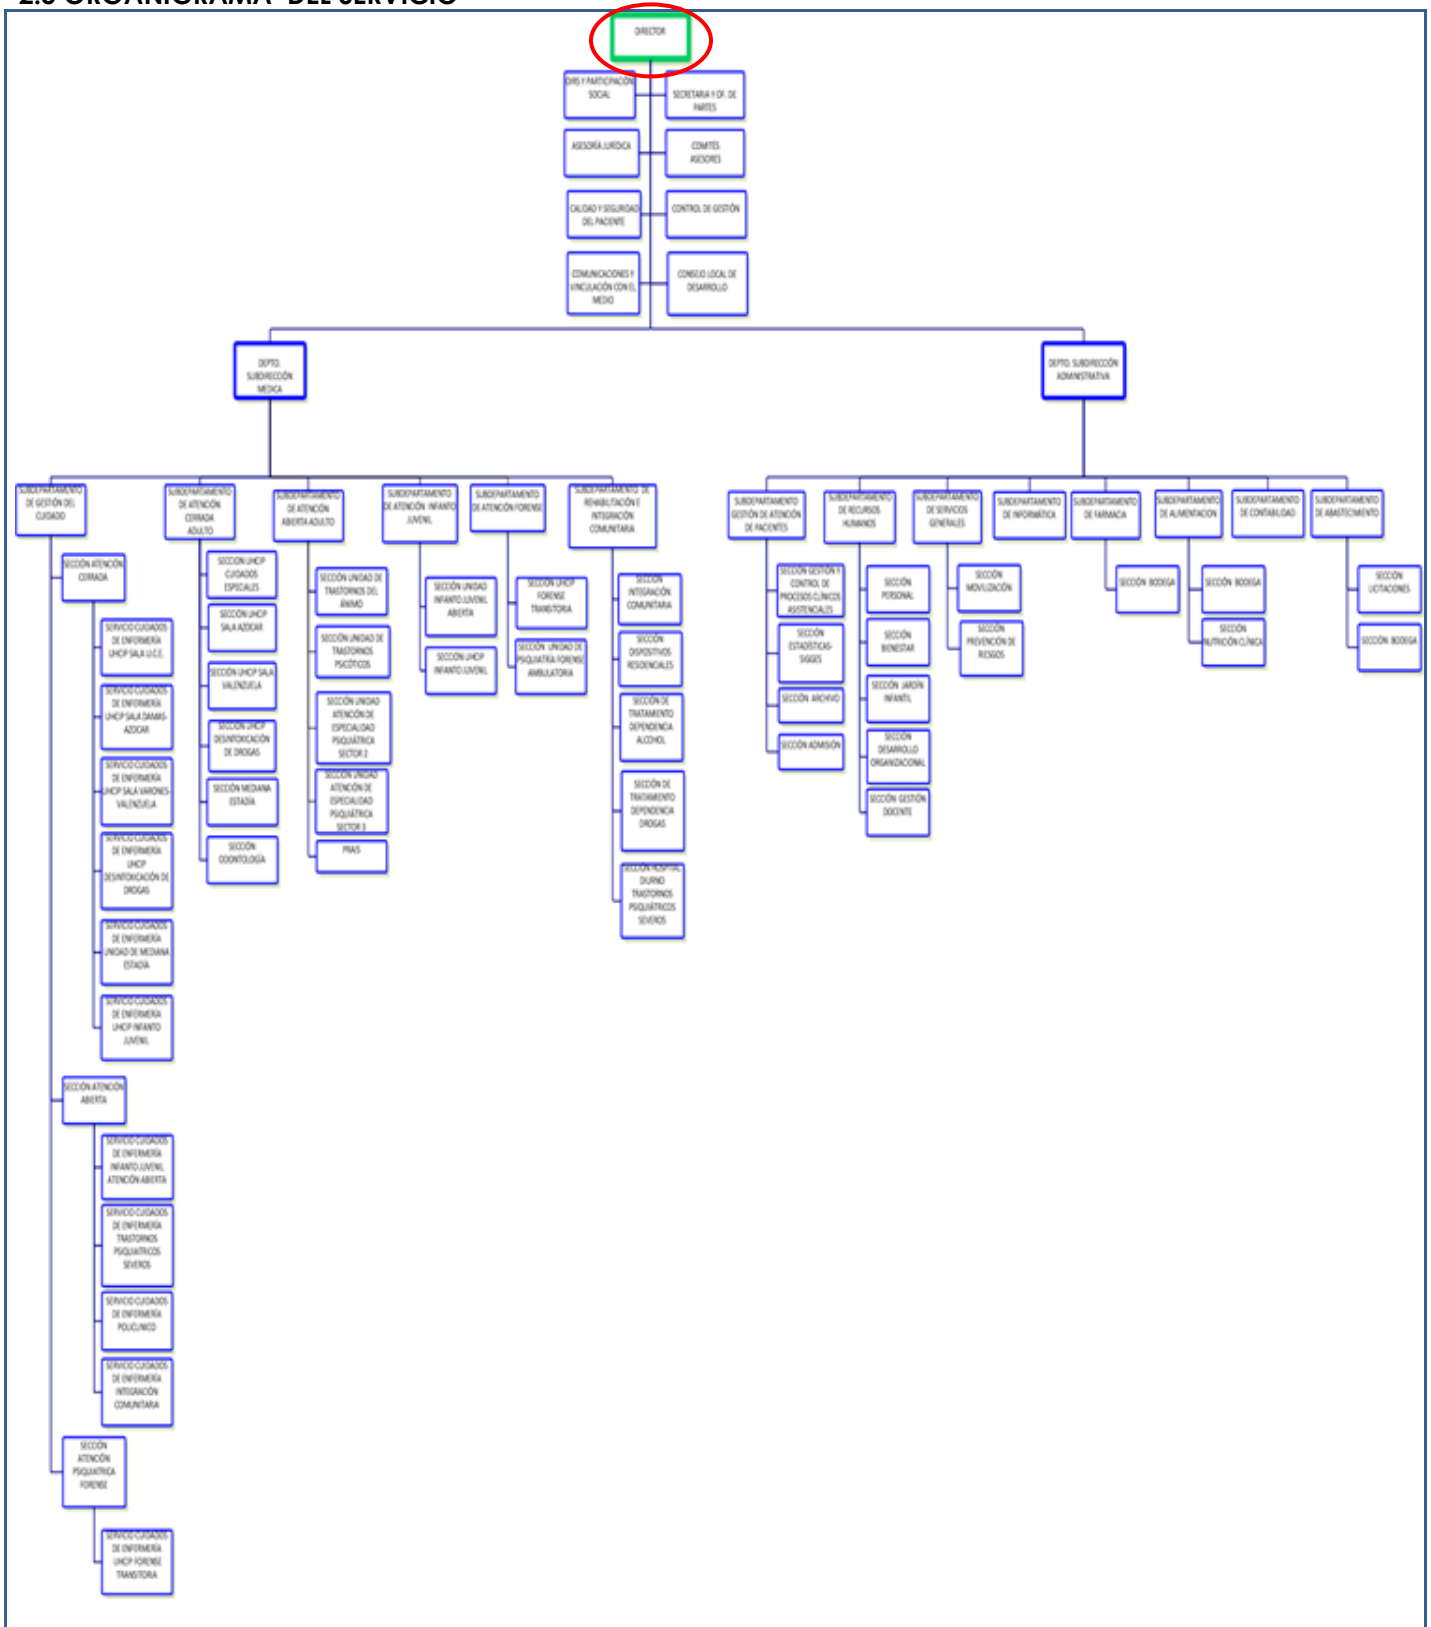 2.3 ORGANIGRAMA DEL SERVICIO
DIRECTOR
OIRS Y PARTICIPACIÓN
SOCIAL
SECRETARIA Y OF. DE
PARTES
ASESORÍA JURÍDICA
COMITÉS
ASESORES
CALIDAD Y SEGURIDAD
DEL PACIENTE
CONTROL DE GESTIÓN
COMUNICACIONES Y
VINCULACIÓN CON EL
MEDIO
CONSEJO LOCAL DE
DESARROLLO
DEPTO.
SUBDIRECCIÓN
MEDICA
DEPTO. SUBDIRECCIÓN
ADMINISTRATIVA
SUBDEPARTAMENTO
DE GESTIÓN DEL
CUIDADO
SUBDEPARTAMENTO
DE ATENCIÓN
CERRADA
ADULTO
SUBDEPARTAMENTO
DE ATENCIÓN
ABIERTA ADULTO
SUBDEPARTAMENTO
DE ATENCIÓN INFANTO
JUVENIL
SUBDEPARTAMENTO
DE ATENCIÓN FORENSE
SUBDEPARTAMENTO DE
REHABILITACIÓN E
INTEGRACIÓN
COMUNITARIA
SUBDEPARTAMENTO
GESTIÓN DE ATENCIÓN
DE PACIENTES
SUBDEPARTAMENTO
DE RECURSOS
HUMANOS
SUBDEPARTAMENTO
DE SERVICIOS
GENERALES
SUBDEPARTAMENTO
DE INFORMÁTICA
SUBDEPARTAMENTO
DE FARMACIA
SUBDEPARTAMENTO
DE ALIMENTACION
SUBDEPARTAMENTO
DE CONTABILIDAD
SUBDEPARTAMENTO
DE ABASTECIMIENTO
SECCIÓN ATENCIÓN
CERRADA
SERVICIO CUIDADOS
DE ENFERMERÍA
UHCIP SALA U.C.E.
SERVICIO CUIDADOS
DE ENFERMERÍA
UHCIP SALA DAMAS-
AZOCAR
SERVICIO CUIDADOS
DE ENFERMERÍA
UHCIP SALA VARONES-
VALENZUELA
SERVICIO CUIDADOS
DE ENFERMERÍA
UHCIP
DESINTOXICACIÓN DE
DROGAS
SERVICIO CUIDADOS
DE ENFERMERÍA
UNIDAD DE MEDIANA
ESTADÍA
SERVICIO CUIDADOS
DE ENFERMERÍA
UHCIP INFANTO
JUVENIL
SECCIÓN ATENCIÓN
ABIERTA
SERVICIO CUIDADOS
DE ENFERMERÍA
INFANTO JUVENIL
ATENCIÓN ABIERTA
SERVICIO CUIDADOS
DE ENFERMERÍA
TRASTORNOS
PSIQUIATRICOS
SEVEROS
SERVICIO CUIDADOS
DE ENFERMERÍA
POLICLINICO
SERVICIO CUIDADOS
DE ENFERMERÍA
INTEGRACIÓN
COMUNITARIA
SECCIÓN
ATENCIÓN
PSIQUIATRICA
FORENSE
SERVICIO CUIDADOS
DE ENFERMERÍA
UHCIP FORENSE
TRANSITORIA
SECCION UHCIP
CUIDADOS
ESPECIALES
SECCIÓN UHCIP
SALA AZOCAR
SECCIÓN UHCIP SALA
VALENZUELA
SECCIÓN UHCIP
DESINTOXICACIÓN
DE DROGAS
SECCIÓN MEDIANA
ESTADÍA
SECCIÓN
ODONTOLOGÍA
SECCIÓN UNIDAD DE
TRASTORNOS DEL
ÁNIMO
SECCIÓN UNIDAD DE
TRASTORNOS
PSICÓTICOS
SECCIÓN UNIDAD
ATENCIÓN DE
ESPECIALIDAD
PSIQUIÁTRICA
SECTOR 2
SECCIÓN UNIDAD
ATENCIÓN DE
ESPECIALIDAD
PSIQUIÁTRICA
SECTOR 3
PRAIS
SECCIÓN UNIDAD
INFANTO JUVENIL
ABIERTA
SECCIÓN UHCIP
INFANTO JUVENIL
SECCIÓN UHCIP
FORENSE
TRANSITORIA
SECCIÓN UNIDAD DE
PSIQUIATRIA FORENSE
AMBULATORIA
SECCIÓN
INTEGRACIÓN
COMUNITARIA
SECCIÓN
DISPOSITIVOS
RESIDENCIALES
SECCIÓN DE
TRATAMIENTO
DEPENDENCIA
ALCOHOL
SECCIÓN DE
TRATAMIENTO
DEPENDENCIA
DROGAS
SECCIÓN HOSPITAL
DIURNO
TRASTORNOS
PSIQUIÁTRICOS
SEVEROS
SECCIÓN GESTIÓN Y
CONTROL DE
PROCESOS CLÍNICOS
ASISTENCIALES
SECCIÓN
ESTADÍSTICAS-
SIGGES
SECCIÓN ARCHIVO
SECCIÓN ADMISIÓN
SECCIÓN
PERSONAL
SECCIÓN
BIENESTAR
SECCIÓN JARDÍN
INFANTIL
SECCIÓN
DESARROLLO
ORGANIZACIONAL
SECCIÓN GESTIÓN
DOCENTE
SECCIÓN
MOVILIZACIÓN
SECCIÓN
PREVENCIÓN DE
RIESGOS
SECCIÓN BODEGA
SECCIÓN BODEGA
SECCIÓN
NUTRICIÓN CLÍNICA
SECCIÓN
LICITACIONES
SECCIÓN BODEGA